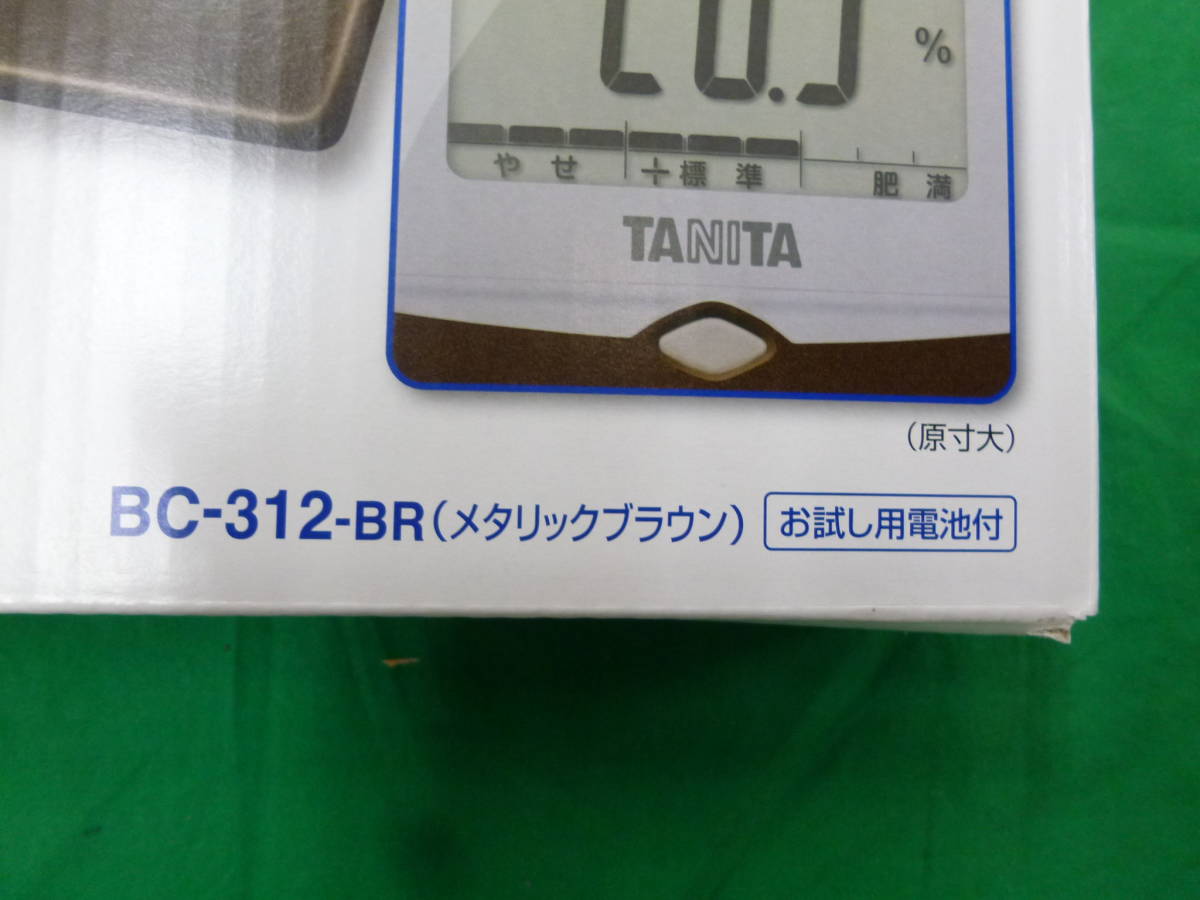 %
やせ 十標準 肥満
TANITA
(原寸大)
BC-312-BR(メタリックブラウン) お試し用電池付